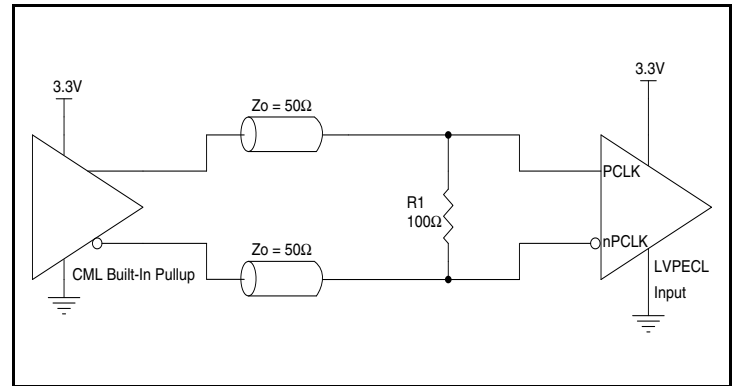 3.3V
3.3V
Zo = 50Ω
PCLK
R1
100Ω
Zo = 50Ω
nPCLK
CML Built-In Pullup
LVPECL
Input